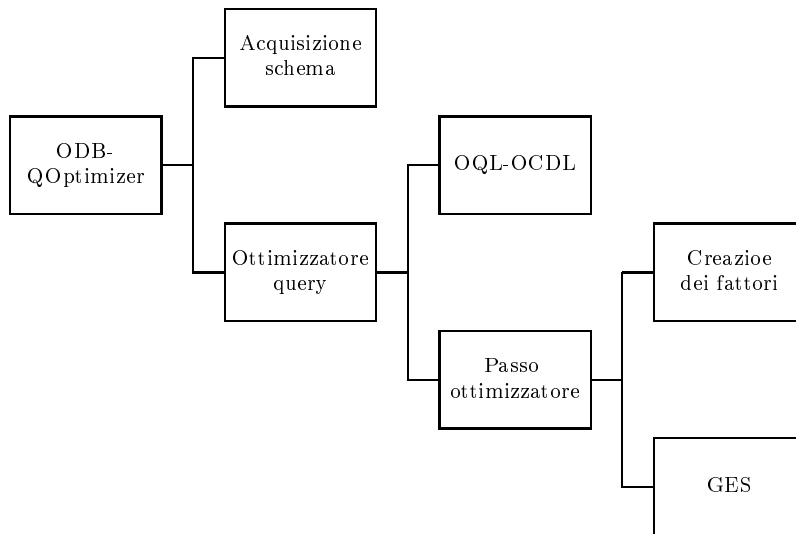 Acquisizione
schema
ODB-
QOptimizer
OQL-OCDL
Ottimizzatore
query
Creazioe
dei fattori
Passo
ottimizzatore
GES